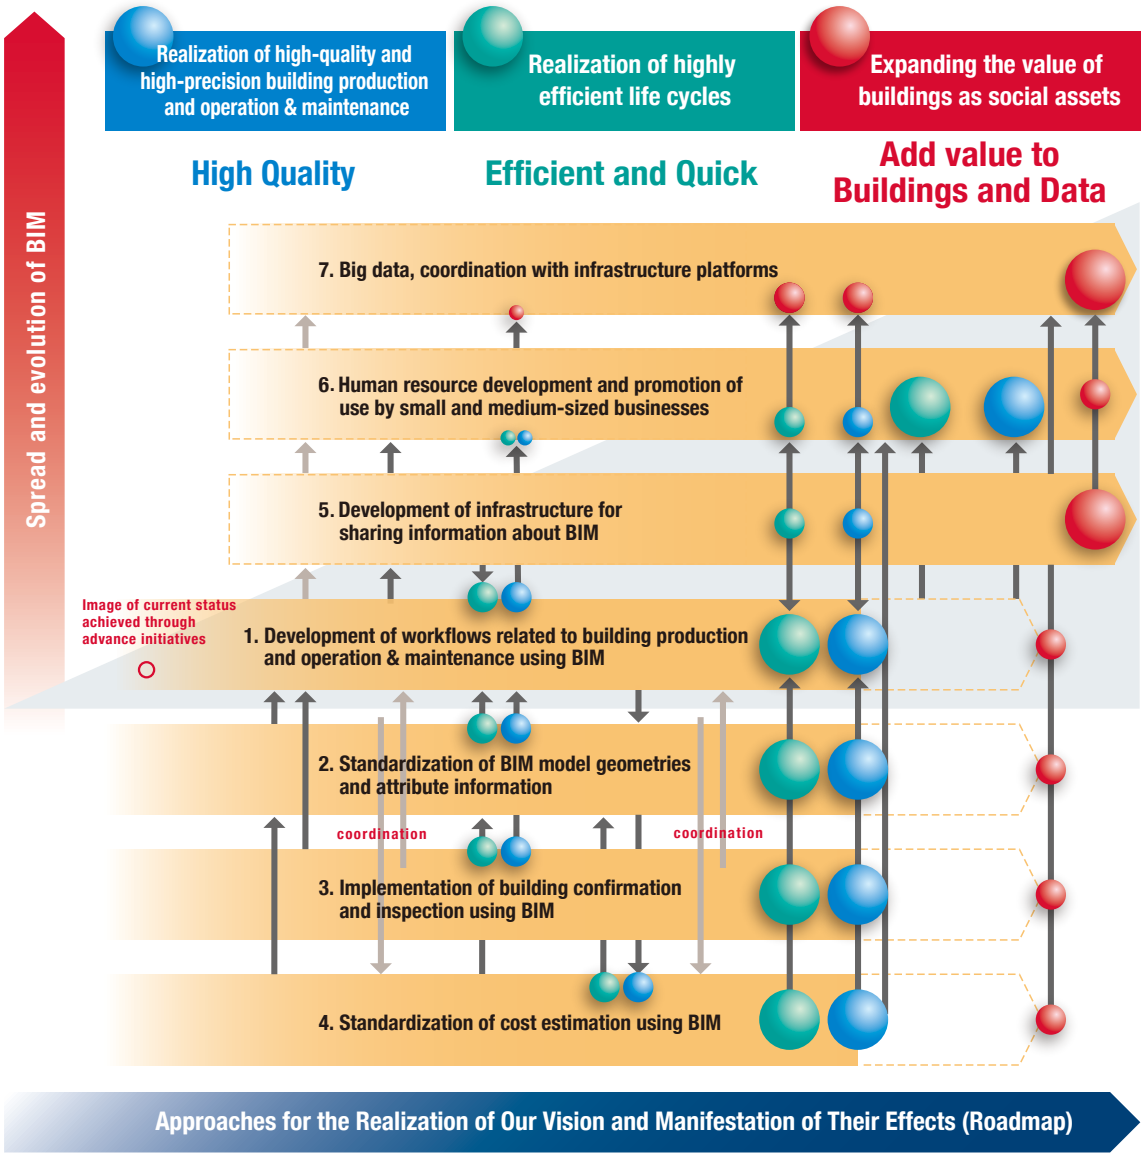 Realization of high-quality and
high-precision building production
and operation & maintenance
Realization of highly
efficient life cycles
Expanding the value of
buildings as social assets
High Quality
Efficient and Quick
Add value to
Buildings and Data
Spread and evolution of BIM
7. Big data, coordination with infrastructure platforms
6. Human resource development and promotion of
use by small and medium-sized businesses
5. Development of infrastructure for
sharing information about BIM
Image of current status
achieved through
advance initiatives
1. Development of workflows related to building production
and operation & maintenance using BIM
2. Standardization of BIM model geometries
and attribute information
coordination
coordination
3. Implementation of building confirmation
and inspection using BIM
4. Standardization of cost estimation using BIM
Approaches for the Realization of Our Vision and Manifestation of Their Effects (Roadmap)